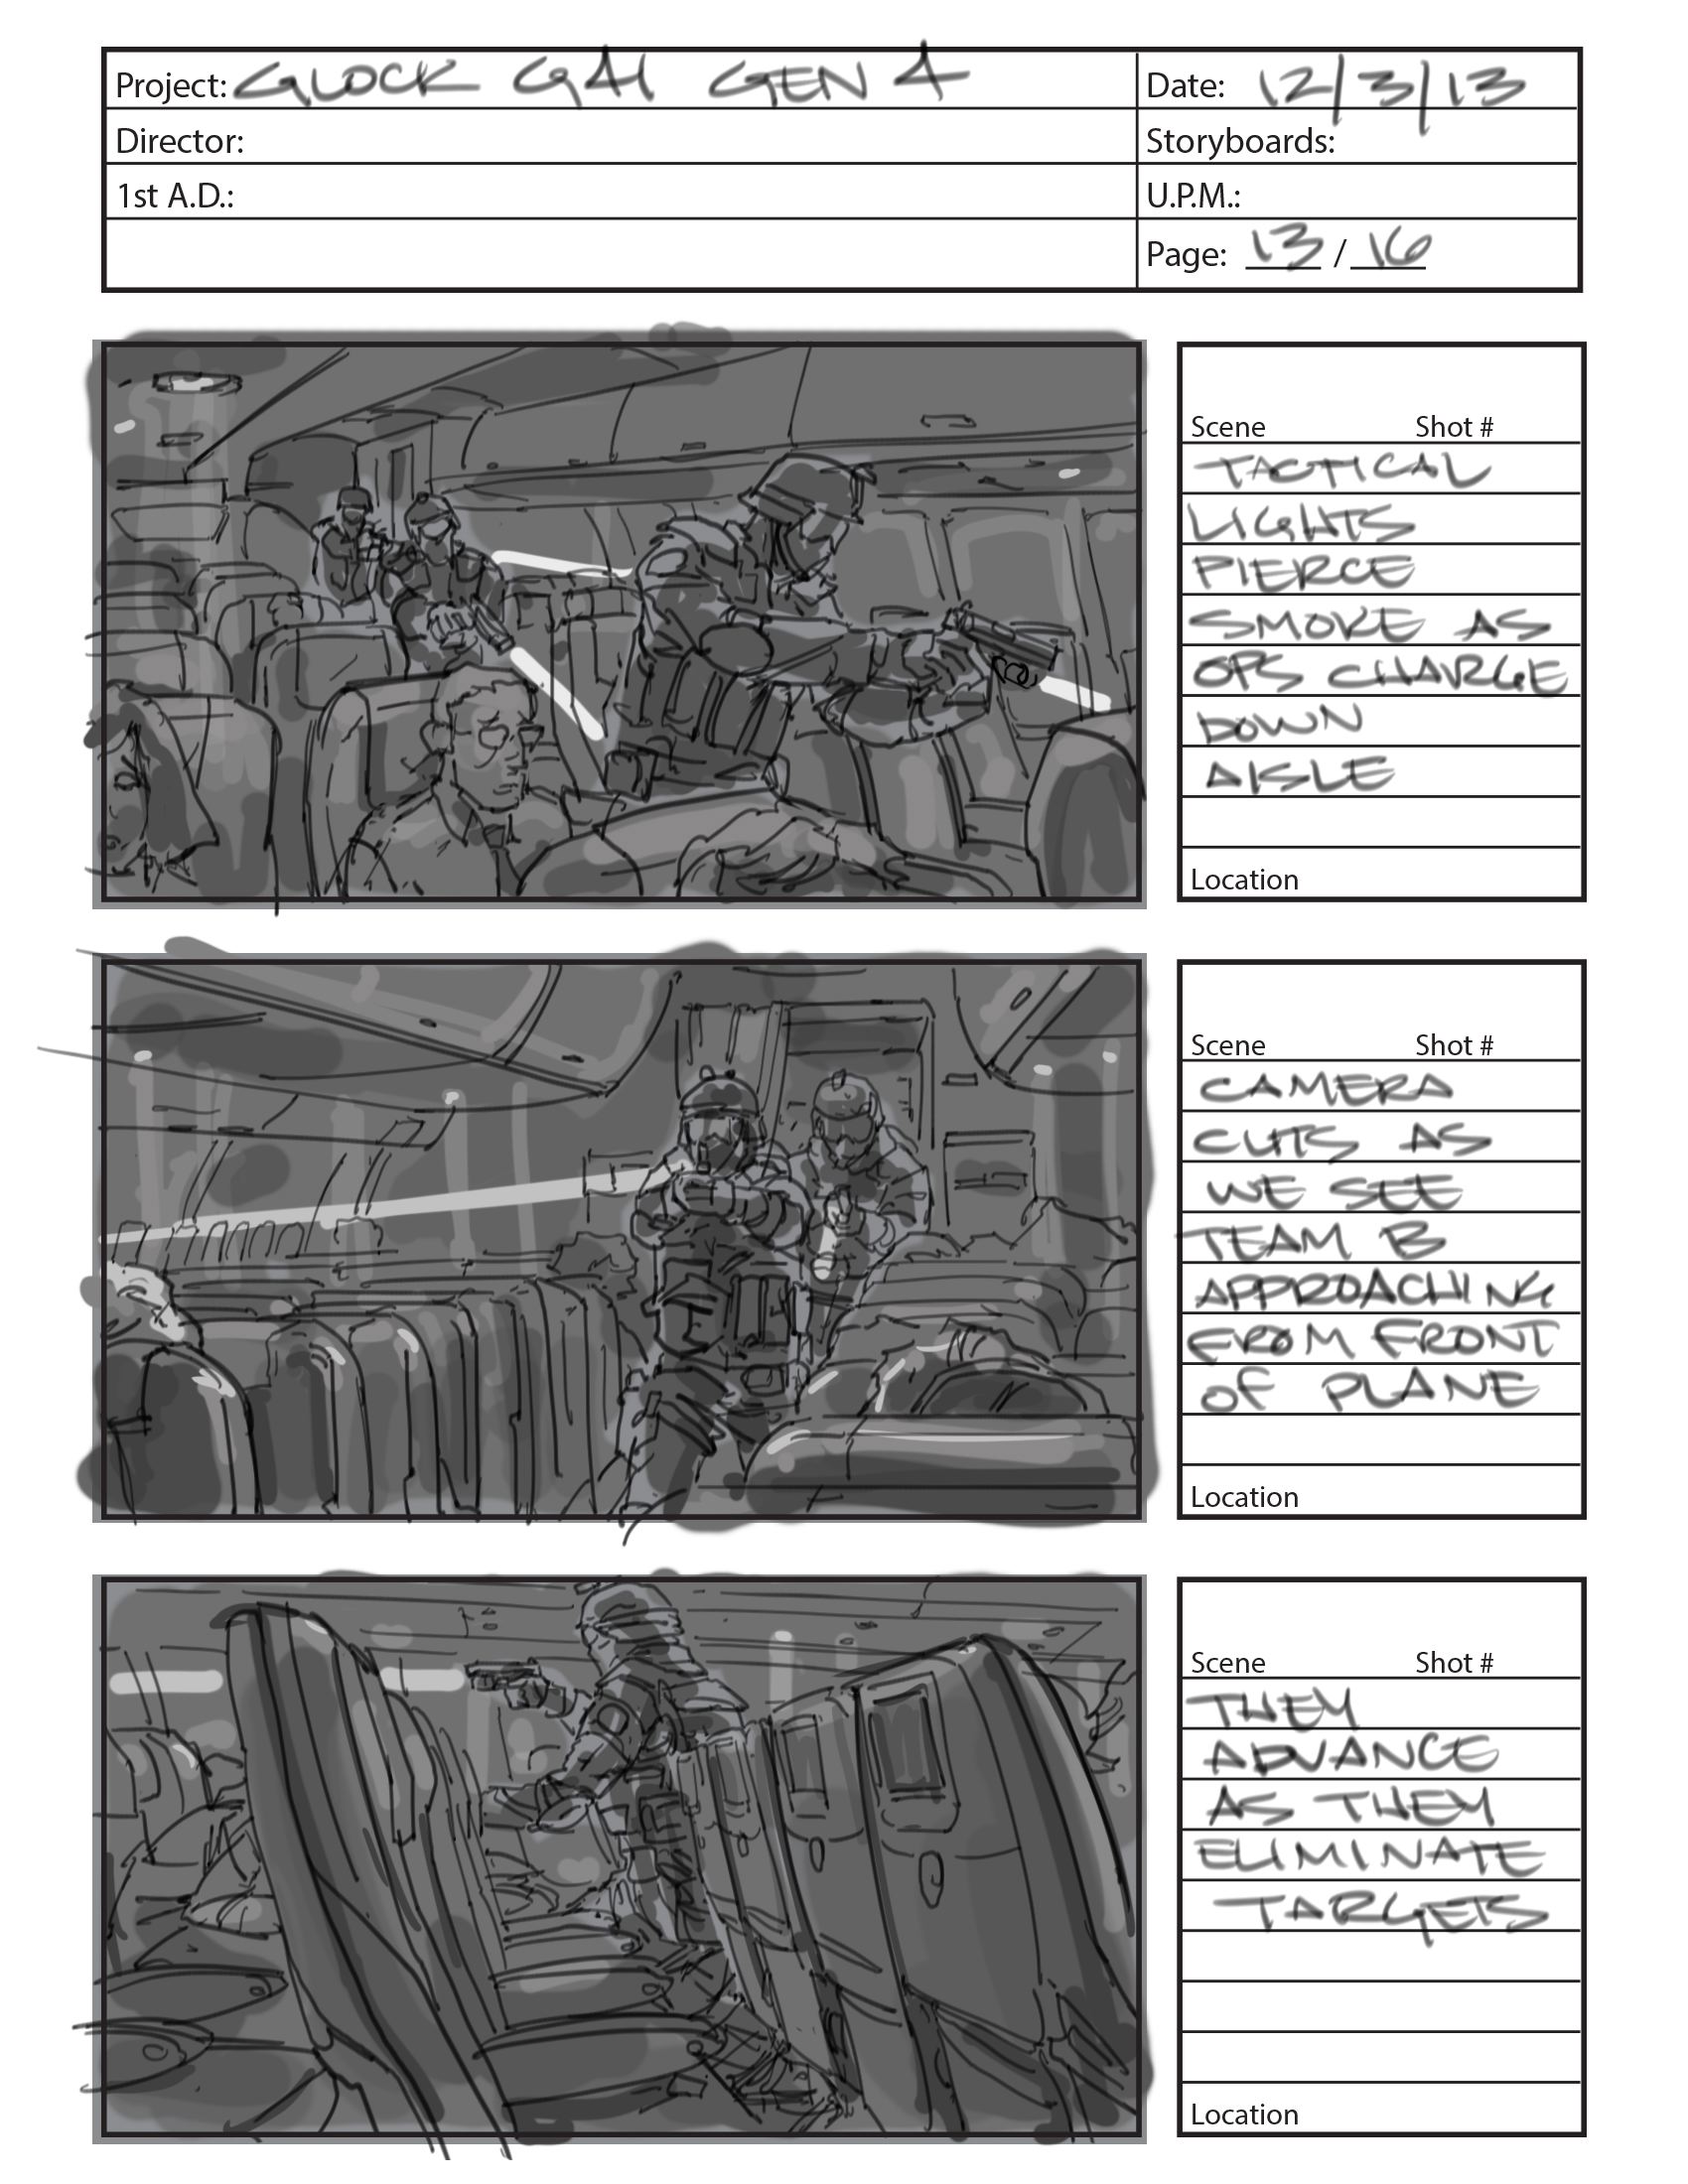 Project: GLOCK G41 GEN 4
Date: 12/3/13
Director:
Storyboards:
1st A.D.:
U.P.M.:
Page: 13 / 16
Scene Shot #
TACTICAL
LIGHTS
PIERCE
SMOKE AS
OPS CHARGE
DOWN
AISLE
Location
Scene Shot #
CAMERA
CUTS AS
WE SEE
TEAM B
APPROACHING
FROM FRONT
OF PLANE
Location
Scene Shot #
THEY
ADVANCE
AS THEY
ELIMINATE
TARGETS
Location